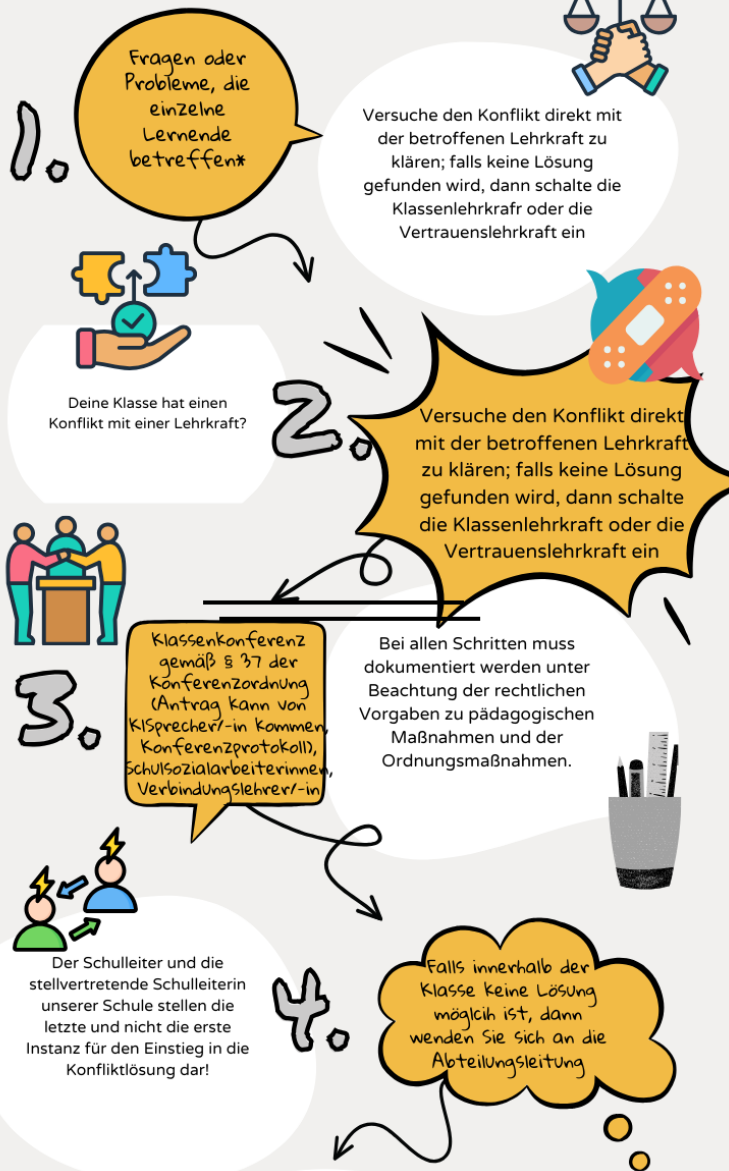 1.
Fragen oder
Probleme, die
einzelne
Lernende
betreffen*
Versuche den Konflikt direkt mit
der betroffenen Lehrkraft zu
klären; falls keine Lösung
gefunden wird, dann schalte die
Klassenlehrkrafr oder die
Vertrauenslehrkraft ein
Deine Klasse hat einen
Konflikt mit einer Lehrkraft?
2.
Versuche den Konflikt direkt
mit der betroffenen Lehrkraft
zu klären; falls keine Lösung
gefunden wird, dann schalte
die Klassenlehrkraft oder die
Vertrauenslehrkraft ein
3.
Klassenkonferenz
gemäß § 37 der
Konferenzordnung
(Antrag kann von
KlSprecher/-in kommen,
Konferenzprotokoll),
Schulsozialarbeiterinnen,
Verbindungslehrer/-in
Bei allen Schritten muss
dokumentiert werden unter
Beachtung der rechtlichen
Vorgaben zu pädagogischen
Maßnahmen und der
Ordnungsmaßnahmen.
Der Schulleiter und die
stellvertretende Schulleiterin
unserer Schule stellen die
letzte und nicht die erste
Instanz für den Einstieg in die
Konfliktlösung dar!
4.
Falls innerhalb der
Klasse keine Lösung
möglcih ist, dann
wenden Sie sich an die
Abteilungsleitung